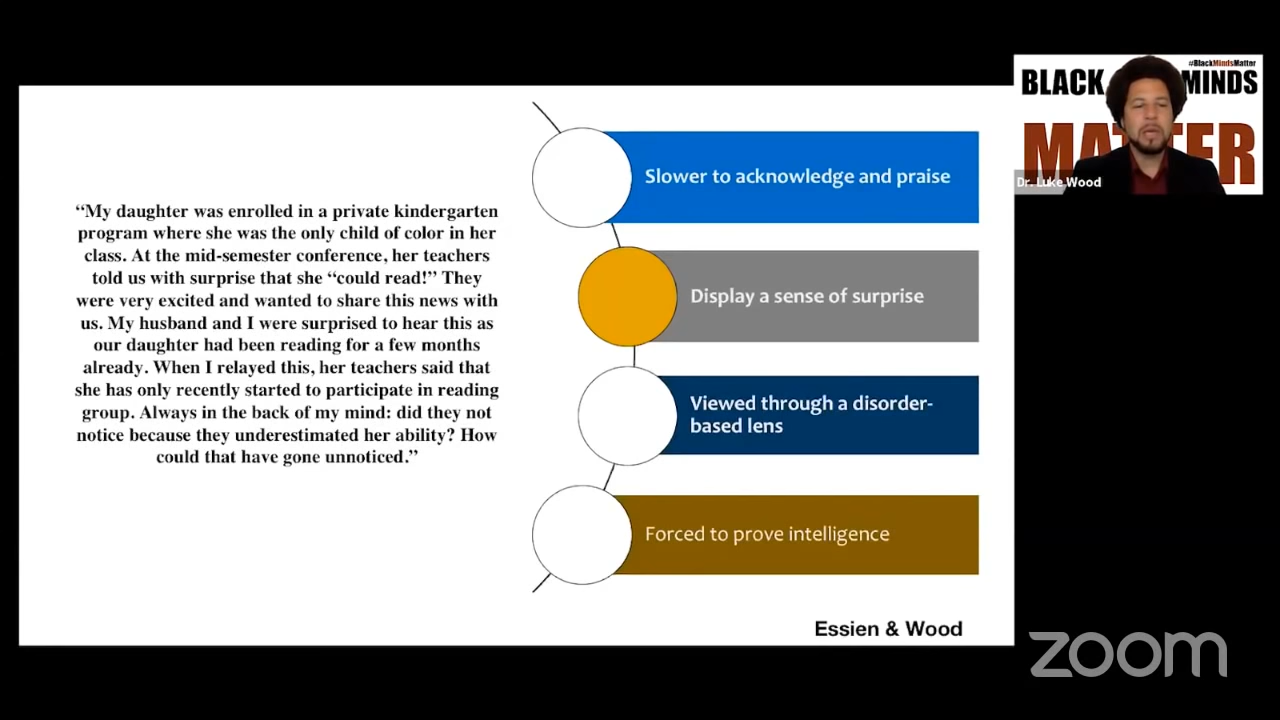 “My daughter was enrolled in a private kindergarten
program where she was the only child of color in her
class. At the mid-semester conference, her teachers
told us with surprise that she “could read!” They
were very excited and wanted to share this news with
us. My husband and I were surprised to hear this as
our daughter had been reading for a few months
already. When I relayed this, her teachers said that
she has only recently started to participate in reading
group. Always in the back of my mind: did they not
notice because they underestimated her ability? How
could that have gone unnoticed.”
Slower to acknowledge and praise
Display a sense of surprise
Viewed through a disorder-
based lens
Forced to prove intelligence
Essien & Wood
#BlackMindsMatter
BLACK MINDS
MATTER
Dr. Luke Wood
zoom